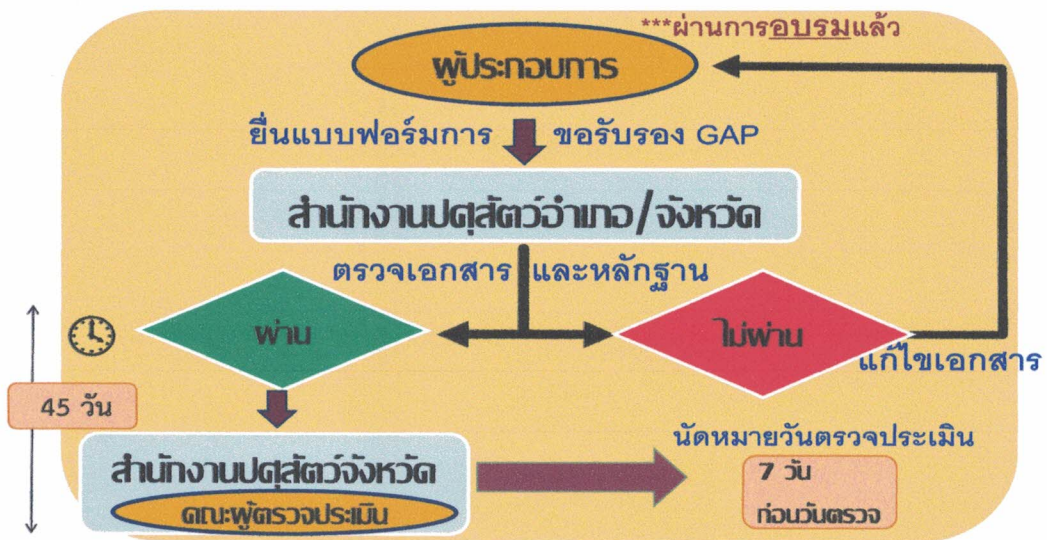 ***ผ่านการอบรมแล้ว
ผู้ประกอบการ
ยื่นแบบฟอร์มการ ขอรับรอง GAP
สำนักงานปศุสัตว์อำเภอ/จังหวัด
ตรวจเอกสาร และหลักฐาน
ผ่าน
ไม่ผ่าน
แก้ไขเอกสาร
45 วัน
นัดหมายวันตรวจประเมิน
สำนักงานปศุสัตว์จังหวัด
คณะผู้ตรวจประเมิน
7 วัน
ก่อนวันตรวจ